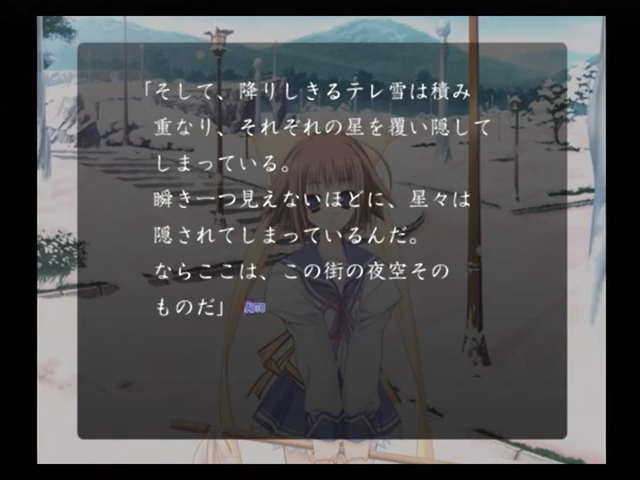 「そして、降りしきるテレ雪は積み
重なり、それぞれの星を覆い隠して
しまっている。
瞬き一つ見えないほどに、星々は
隠されてしまっているんだ。
ならここは、この街の夜空その
ものだ」 AUTO